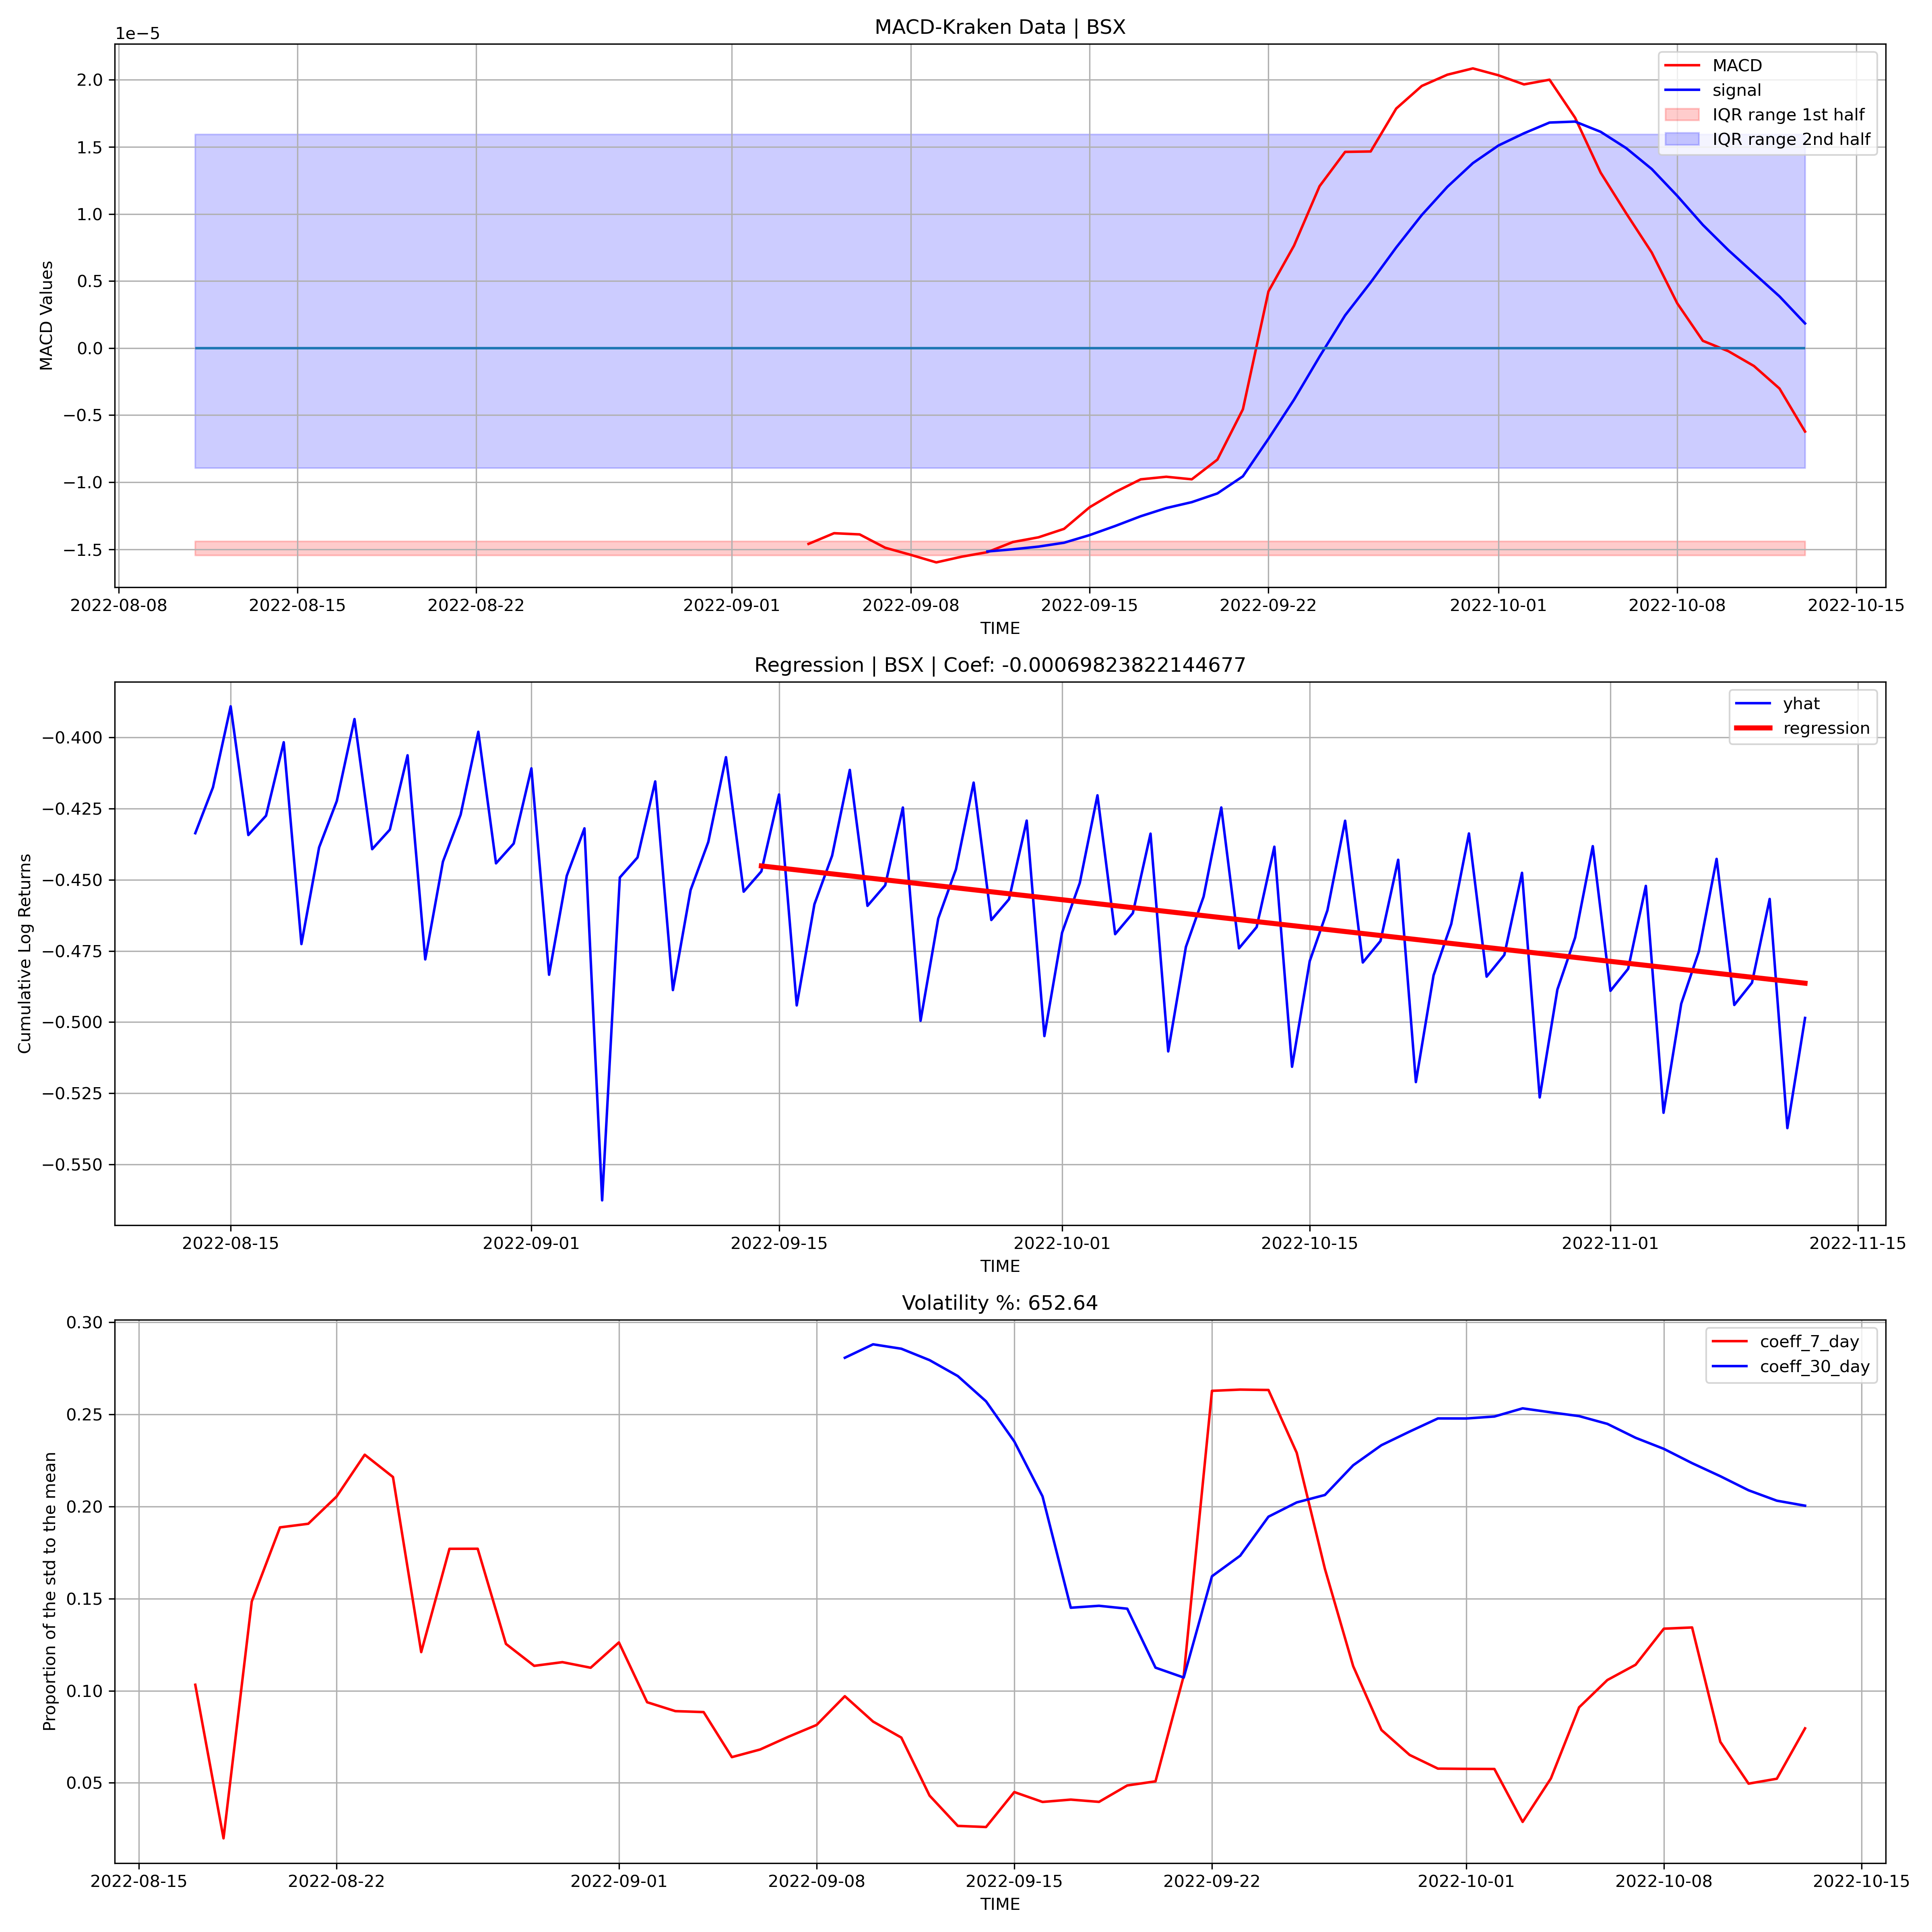 MACD-Kraken Data | BSX
1e−5
MACD
signal
IQR range 1st half
IQR range 2nd half
2.0
1.5
1.0
0.5
0.0
−0.5
−1.0
−1.5
MACD Values
2022-08-08 2022-08-15 2022-08-22 2022-09-01 2022-09-08 2022-09-15 2022-09-22 2022-10-01 2022-10-08 2022-10-15
TIME
Regression | BSX | Coef: -0.00069823822144677
yhat
regression
−0.400
−0.425
−0.450
−0.475
−0.500
−0.525
−0.550
Cumulative Log Returns
2022-08-15 2022-09-01 2022-09-15 2022-10-01 2022-10-15 2022-11-01 2022-11-15
TIME
Volatility %: 652.64
coeff_7_day
coeff_30_day
0.30
0.25
0.20
0.15
0.10
0.05
Proportion of the std to the mean
2022-08-15 2022-08-22 2022-09-01 2022-09-08 2022-09-15 2022-09-22 2022-10-01 2022-10-08 2022-10-15
TIME